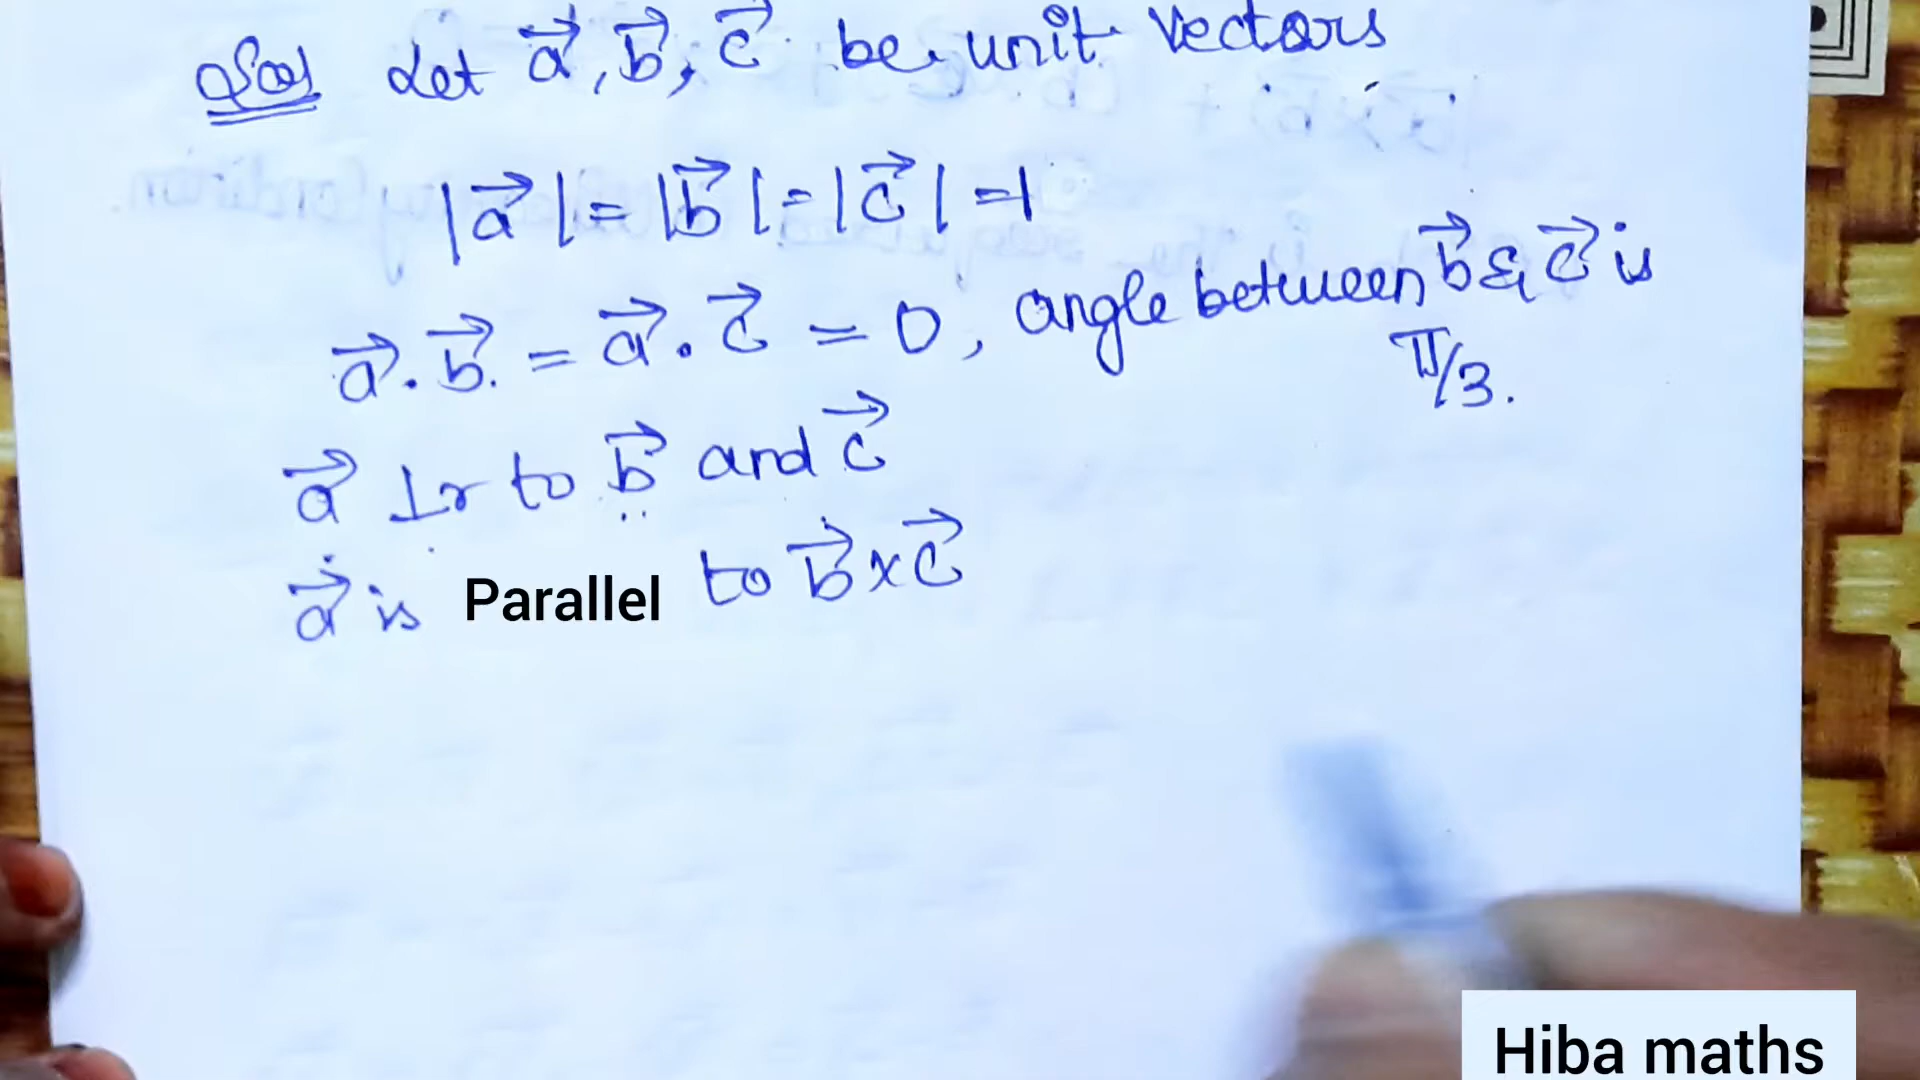 Sol Let a⃗, b⃗, c⃗ be unit vectors
|a⃗| = |b⃗| = |c⃗| = 1
a⃗ . b⃗ = a⃗ . c⃗ = 0, angle between b⃗ & c⃗ is
π/3.
a⃗ ⊥r to b⃗ and c⃗
a⃗ is Parallel to b⃗ × c⃗
Hiba maths